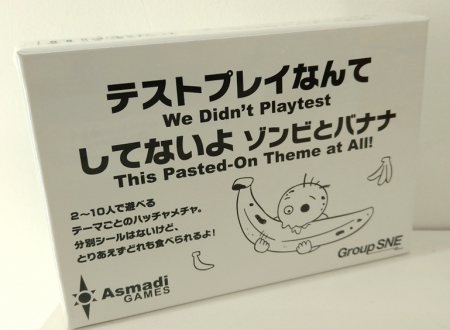 テストプレイなんて
We Didn't Playtest
してないよ ゾンビとバナナ
This Pasted-On Theme at All!
2～10人で遊べる
テーマごとのハッチャメチャ。
分別シールはないけど、
とりあえずどれも食べられるよ!
Asmadi
GAMES
Group SNE